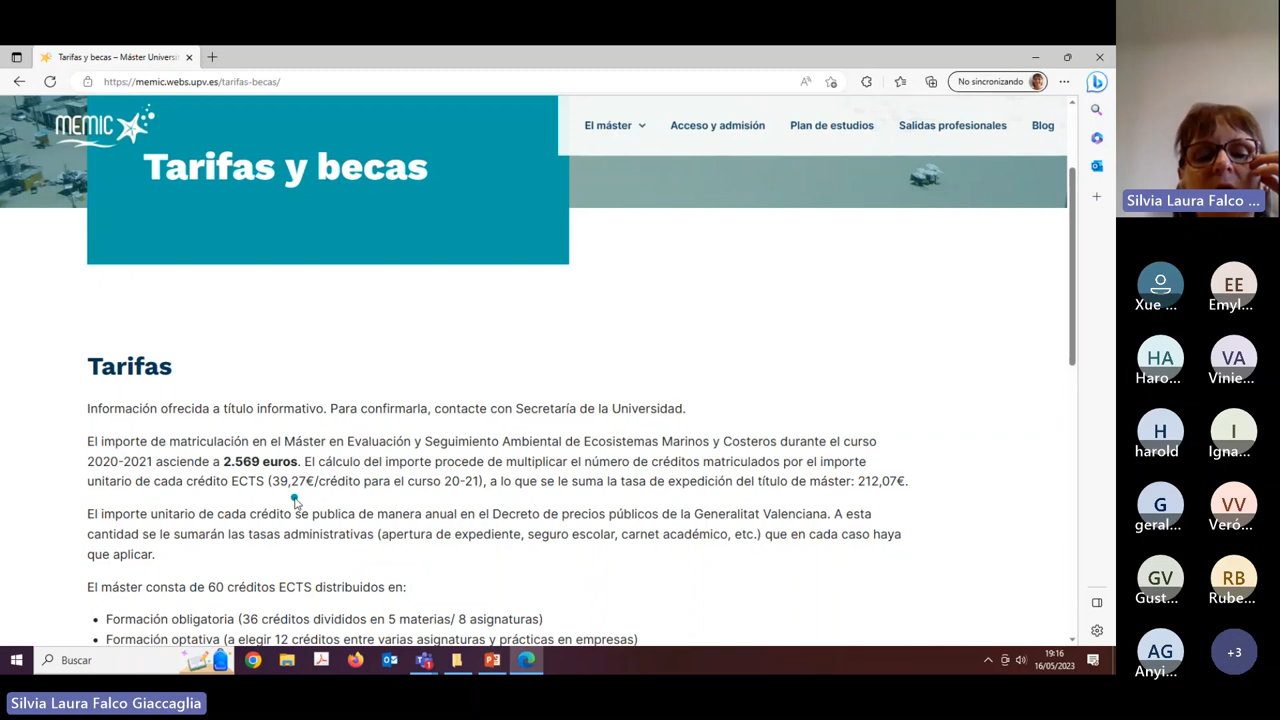 Tarifas y becas – Máster Universi
https://memic.webs.upv.es/tarifas-becas/
No sincronizando
MEMIC
El máster
Acceso y admisión
Plan de estudios
Salidas profesionales
Blog
Tarifas y becas
Tarifas
Información ofrecida a título informativo. Para confirmarla, contacte con Secretaría de la Universidad.
El importe de matriculación en el Máster en Evaluación y Seguimiento Ambiental de Ecosistemas Marinos y Costeros durante el curso
2020-2021 asciende a 2.569 euros. El cálculo del importe procede de multiplicar el número de créditos matriculados por el importe
unitario de cada crédito ECTS (39,27€/crédito para el curso 20-21), a lo que se le suma la tasa de expedición del título de máster: 212,07€.
El importe unitario de cada crédito se publica de manera anual en el Decreto de precios públicos de la Generalitat Valenciana. A esta
cantidad se le sumarán las tasas administrativas (apertura de expediente, seguro escolar, carnet académico, etc.) que en cada caso haya
que aplicar.
El máster consta de 60 créditos ECTS distribuidos en:
• Formación obligatoria (36 créditos divididos en 5 materias/ 8 asignaturas)
• Formación optativa (a elegir 12 créditos entre varias asignaturas y prácticas en empresas)
Buscar
19:16
16/05/2023
Silvia Laura Falco Giaccaglia
Silvia Laura Falco ...
Xue ...
EE
Emyl...
HA
Haro...
VA
Vinie...
H
harold
I
Igna...
G
geral...
VV
Veró...
GV
Gust...
RB
Rube...
AG
Anyi...
+3